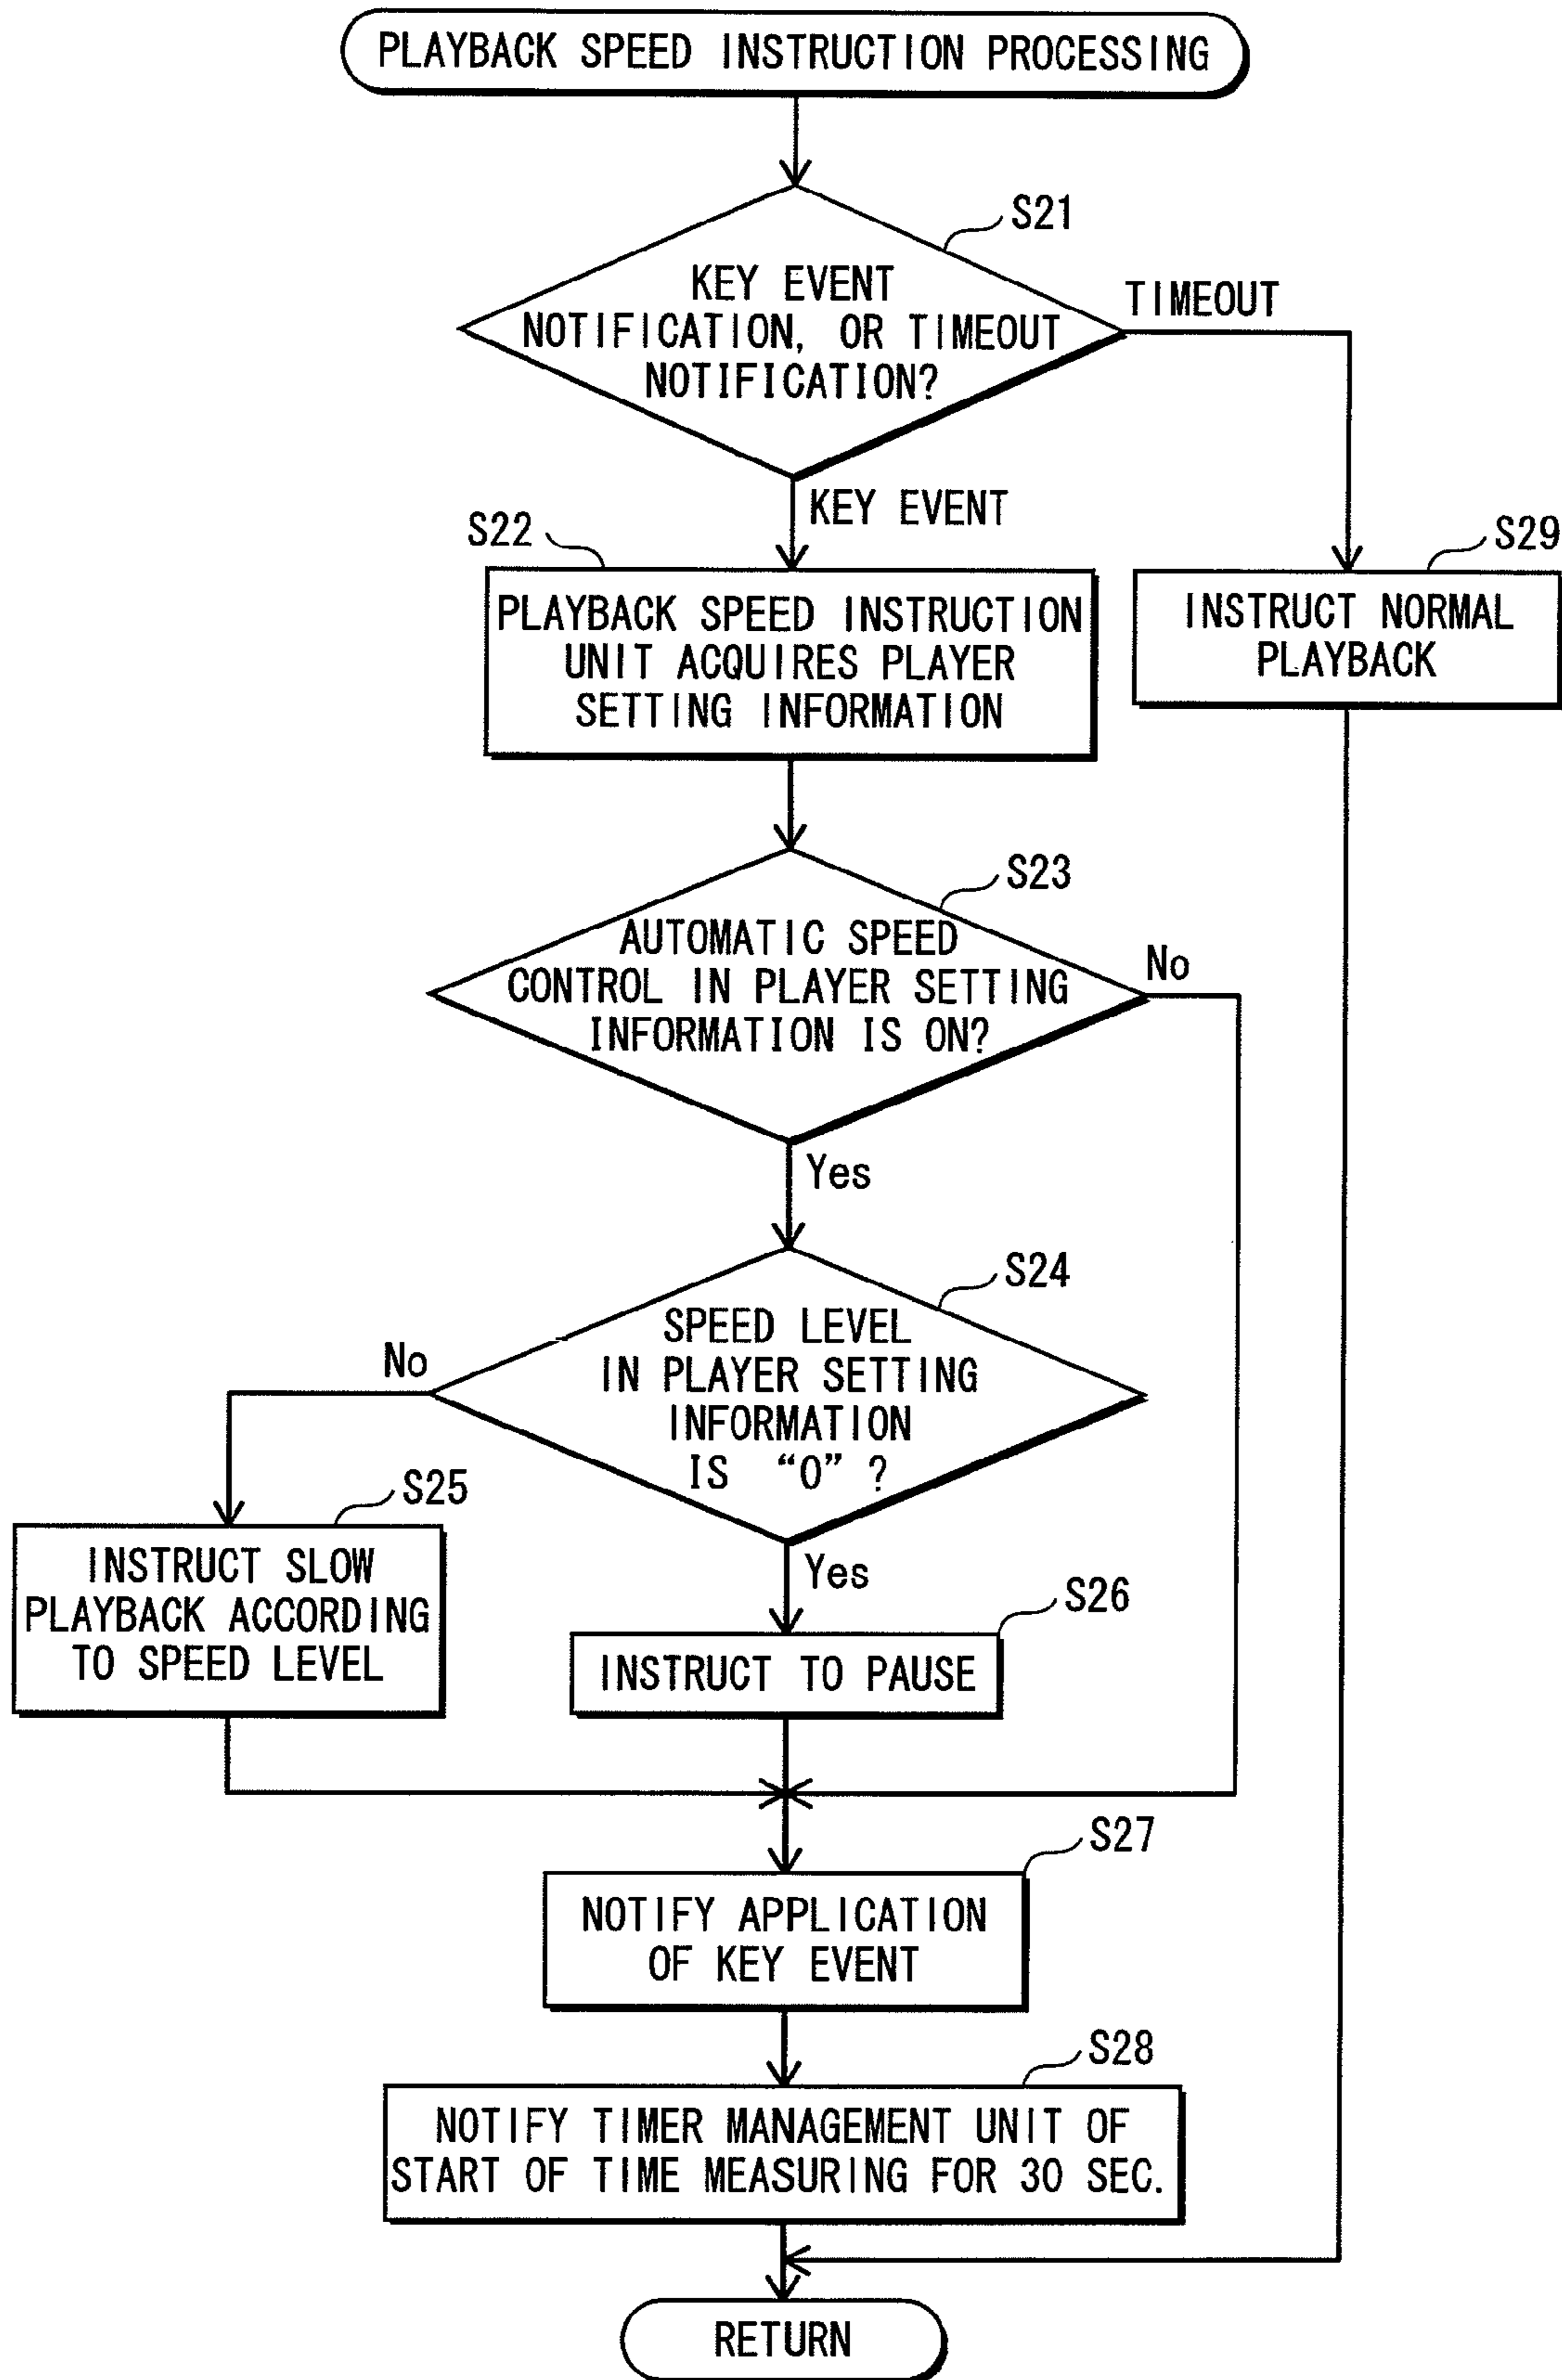 PLAYBACK SPEED INSTRUCTION PROCESSING
S21
KEY EVENT
NOTIFICATION, OR TIMEOUT
NOTIFICATION?
TIMEOUT
KEY EVENT
S22
PLAYBACK SPEED INSTRUCTION
UNIT ACQUIRES PLAYER
SETTING INFORMATION
S29
INSTRUCT NORMAL
PLAYBACK
S23
AUTOMATIC SPEED
CONTROL IN PLAYER SETTING
INFORMATION IS ON?
No
Yes
S24
SPEED LEVEL
IN PLAYER SETTING
INFORMATION
IS “0” ?
No
Yes
S25
INSTRUCT SLOW
PLAYBACK ACCORDING
TO SPEED LEVEL
S26
INSTRUCT TO PAUSE
S27
NOTIFY APPLICATION
OF KEY EVENT
S28
NOTIFY TIMER MANAGEMENT UNIT OF
START OF TIME MEASURING FOR 30 SEC.
RETURN